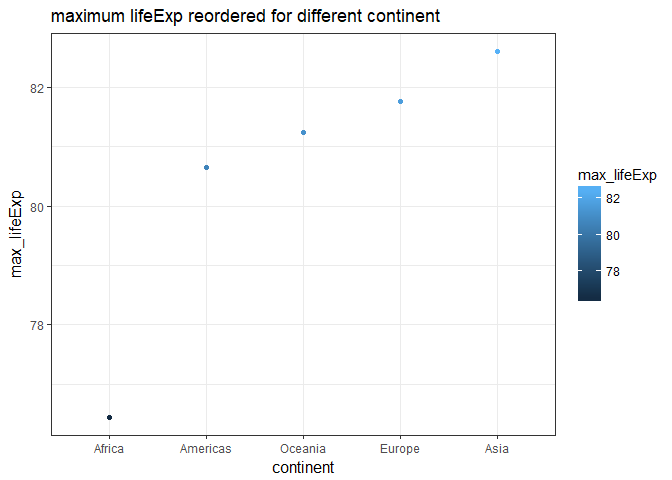 maximum lifeExp reordered for different continent
max_lifeExp
82
80
78
Africa
Americas
Oceania
Europe
Asia
continent
max_lifeExp
82
80
78